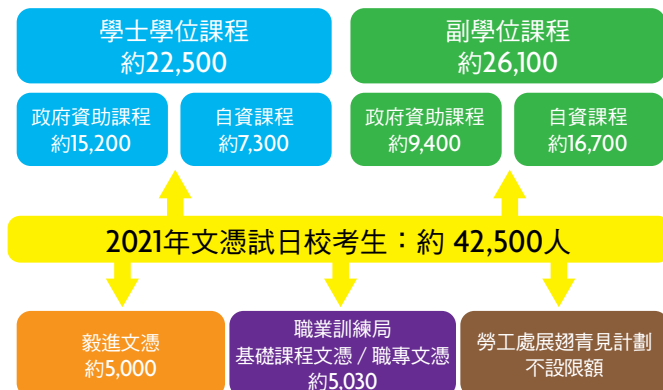 學士學位課程
約22,500
副學位課程
約26,100
政府資助課程
約15,200
自資課程
約7,300
政府資助課程
約9,400
自資課程
約16,700
2021年文憑試日校考生：約 42,500人
毅進文憑
約5,000
職業訓練局
基礎課程文憑 / 職專文憑
約5,030
勞工處展翅青見計劃
不設限額